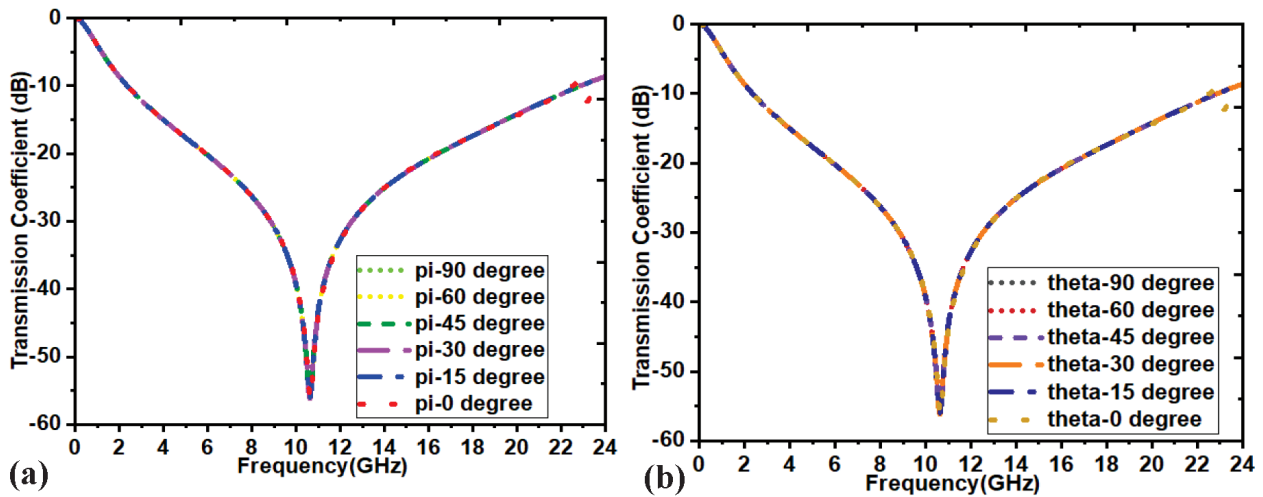 0
-10
-20
-30
-40
-50
-60
Transmission Coefficient (dB)
pi-90 degree
pi-60 degree
pi-45 degree
pi-30 degree
pi-15 degree
pi-0 degree
0 2 4 6 8 10 12 14 16 18 20 22 24
Frequency(GHz)
(a)
0
-10
-20
-30
-40
-50
-60
Transmission Coefficient (dB)
theta-90 degree
theta-60 degree
theta-45 degree
theta-30 degree
theta-15 degree
theta-0 degree
0 2 4 6 8 10 12 14 16 18 20 22 24
Frequency(GHz)
(b)